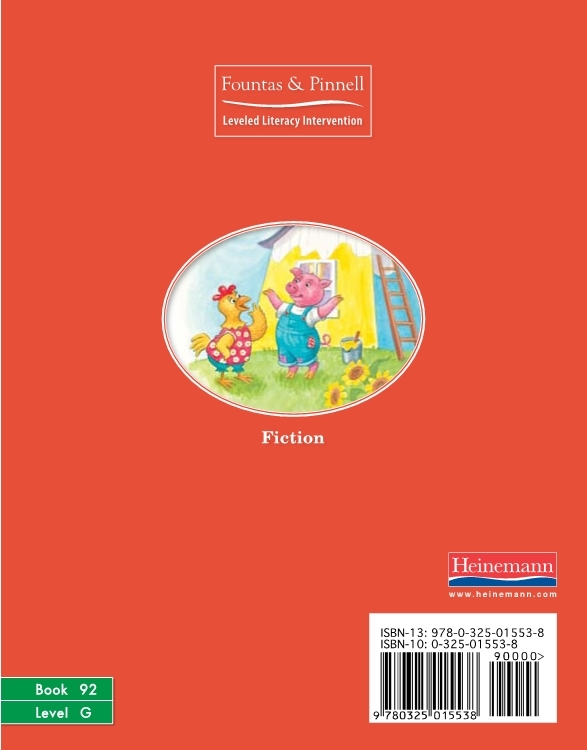 Fountas & Pinnell
Leveled Literacy Intervention
Fiction
Heinemann
www.heinemann.com
ISBN-13: 978-0-325-01553-8
ISBN-10: 0-325-01553-8
90000>
9 780325 015538
Book 92
Level G